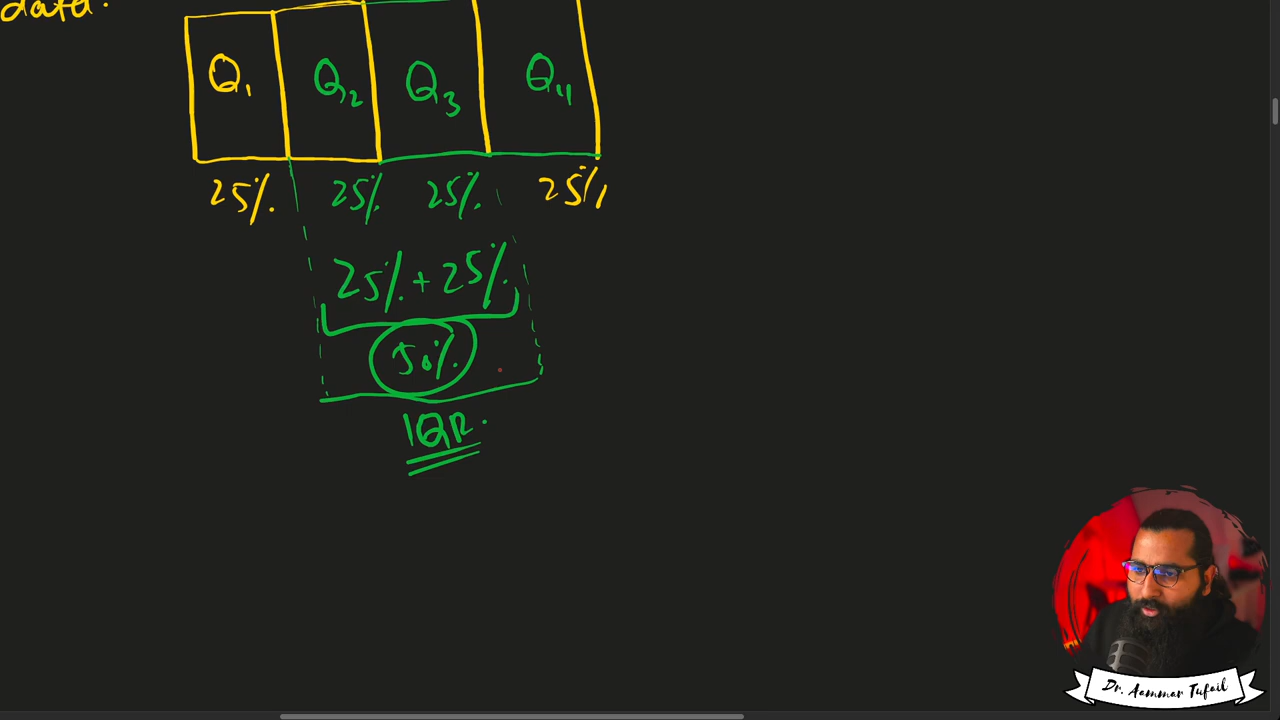 data.
Q1 Q2 Q3 Q4
25% 25% 25% 25%
25% + 25%
50%
IQR.
Dr. Aammar Tufail